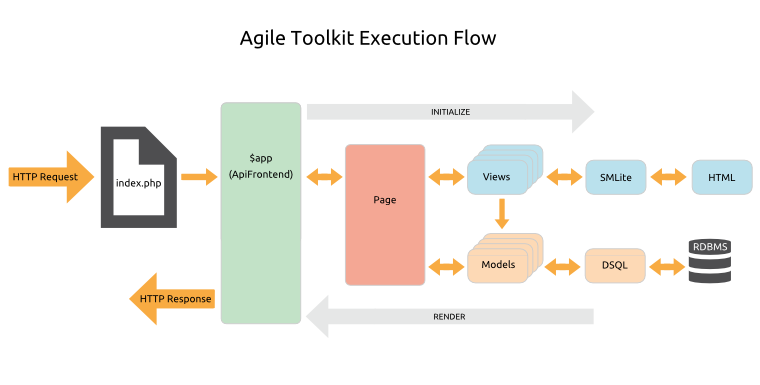 Agile Toolkit Execution Flow
INITIALIZE
HTTP Request
index.php
$app
(ApiFrontend)
Page
Views
SMLite
HTML
Models
DSQL
RDBMS
HTTP Response
RENDER